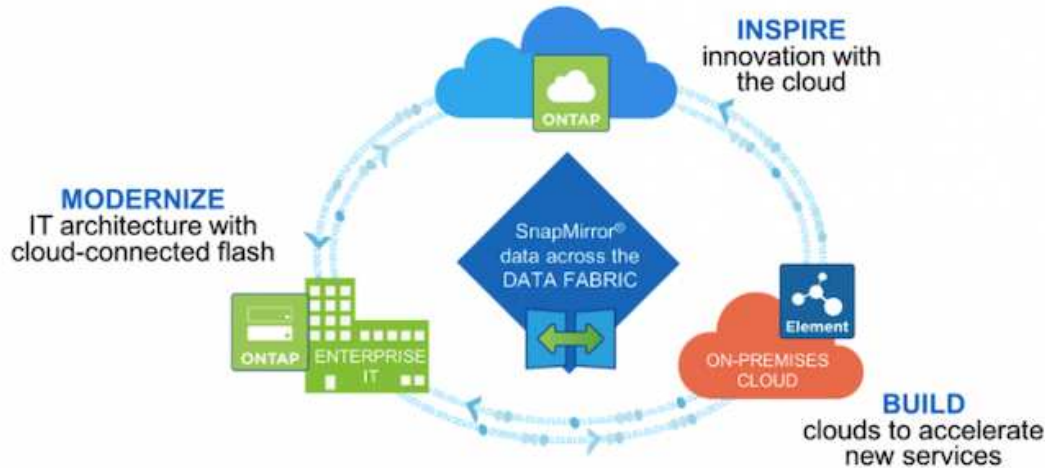 INSPIRE
innovation with
the cloud
ONTAP
MODERNIZE
IT architecture with
cloud-connected flash
SnapMirror®
data across the
DATA FABRIC
ONTAP
ENTERPRISE
IT
Element
ON-PREMISES
CLOUD
BUILD
clouds to accelerate
new services